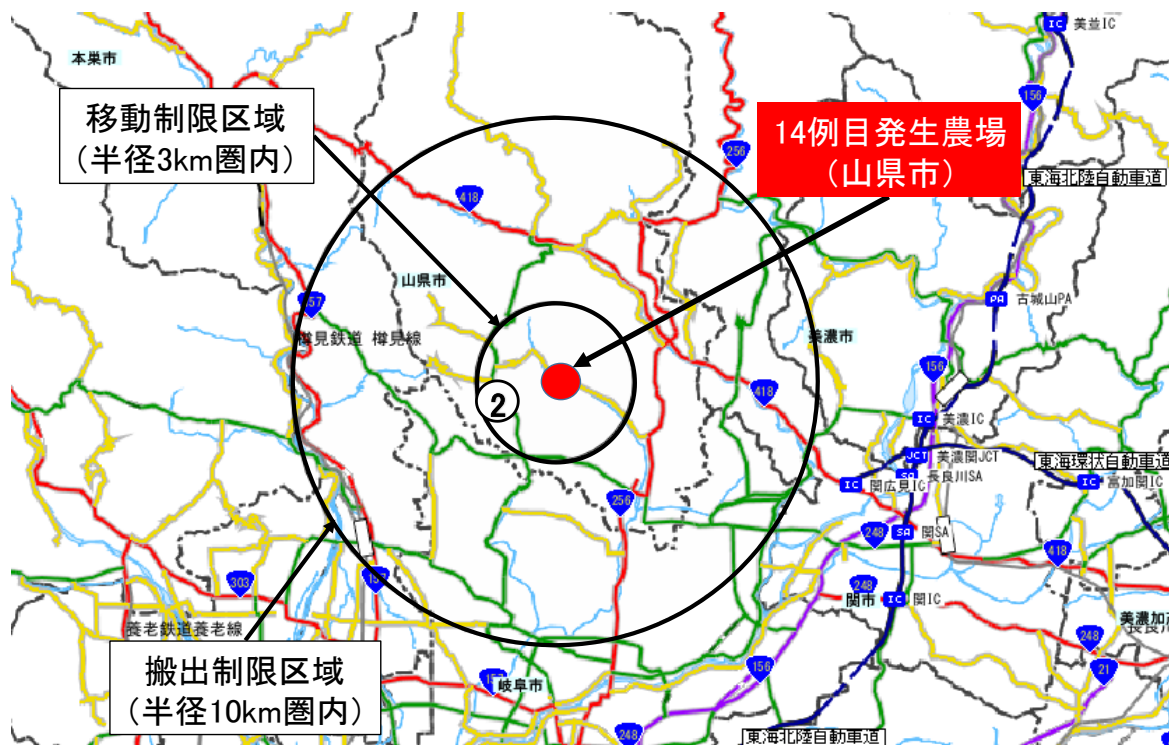 美並IC
本巣市
移動制限区域
（半径3km圏内）
14例目発生農場
（山県市）
156
256
東海北陸自動車道
418
山県市
古城山PA
PA
樽見鉄道 樽見線
美濃市
156
②
418
IC
美濃IC
JCT
美濃関JCT
東海環状自動車道
長良川SA
IC
関広見IC
IC
富加関IC
256
248
SA
関SA
418
303
157
248
関市
IC
関IC
養老鉄道養老線
248
21
搬出制限区域
（半径10km圏内）
156
岐阜市
248
東海北陸自動車道